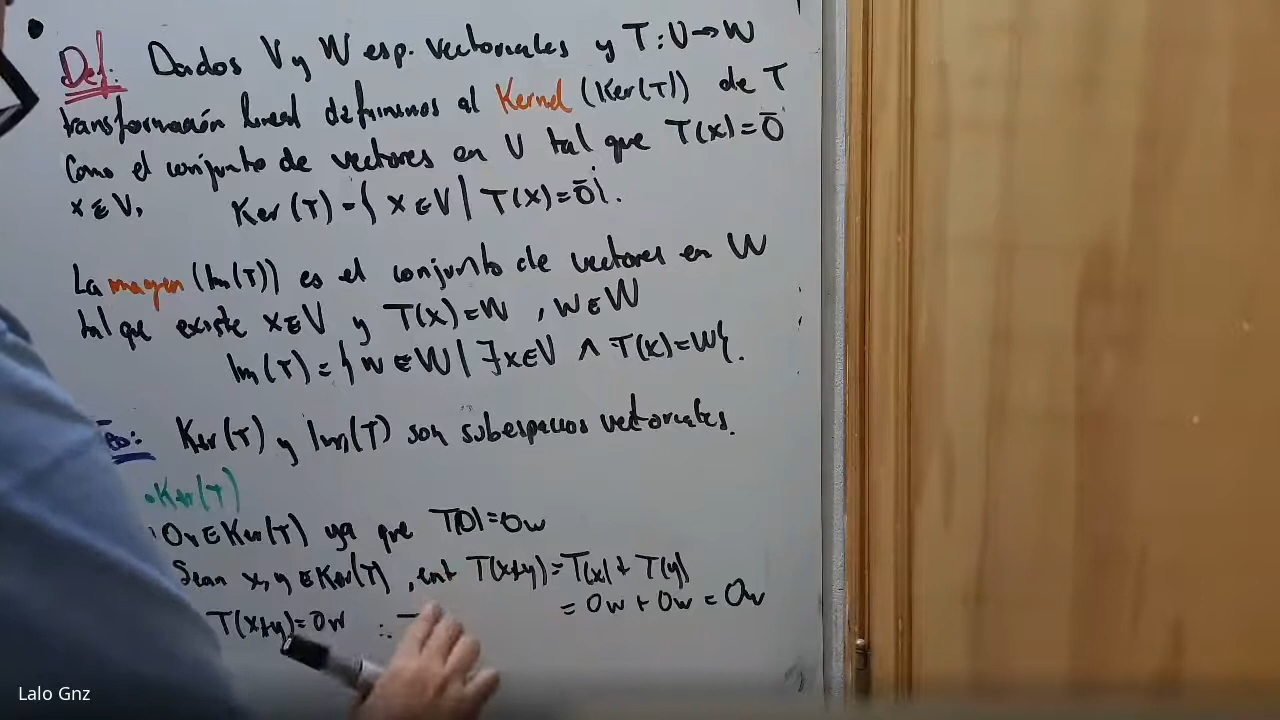 Def: Dados V y W esp. vectoriales y T:V→W
transformación lineal definimos al Kernel (Ker(T)) de T
como el conjunto de vectores en V tal que T(x)=0̄
x∈V, Ker(T)={x∈V | T(x)=0̄}.
La imagen (Im(T)) es el conjunto de vectores en W
tal que existe x∈V y T(x)=w, w∈W
Im(T)={w∈W | ∃x∈V ∧ T(x)=w}.
Ker(T) y Im(T) son subespacios vectoriales.
•Ker(T)
0v∈Ker(T) ya que T(0)=0w
Sean x,y∈Ker(T), ent T(x+y)=T(x)+T(y)
=0w+0w=0w
T(x+y)=0w ∴
Lalo Gnz